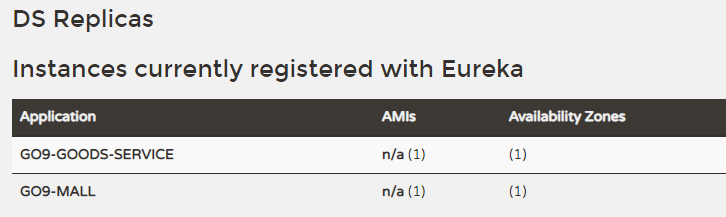 DS Replicas
Instances currently registered with Eureka
Application AMIs Availability Zones
GO9-GOODS-SERVICE n/a (1) (1)
GO9-MALL n/a (1) (1)